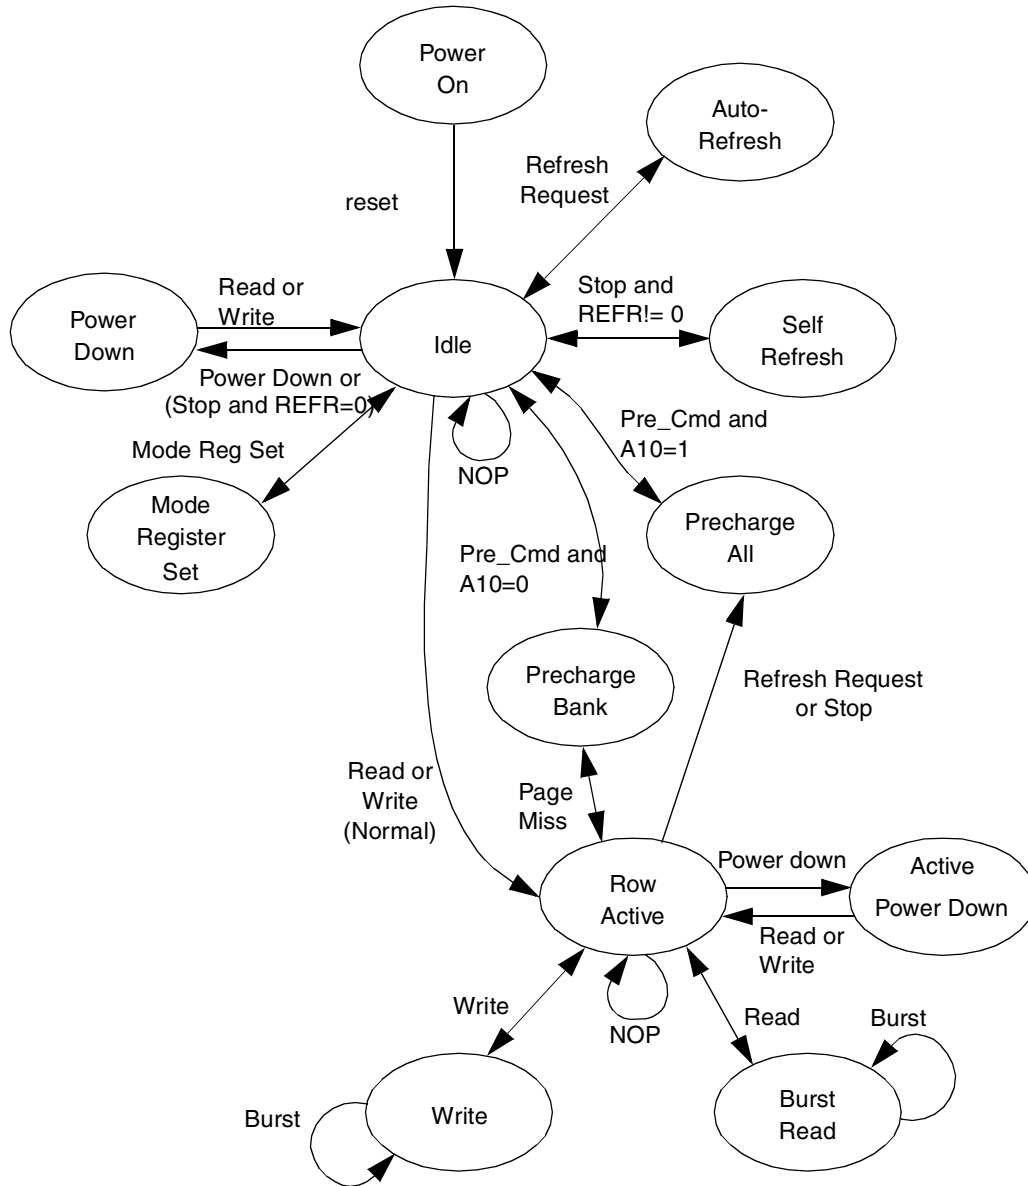 Power
On
Auto-
Refresh
Refresh
Request
reset
Read or
Write
Stop and
REFR!= 0
Power
Down
Idle
Self
Refresh
Power Down or
(Stop and REFR=0)
Pre_Cmd and
A10=1
Mode Reg Set
NOP
Mode
Register
Set
Precharge
All
Pre_Cmd and
A10=0
Precharge
Bank
Refresh Request
or Stop
Read or
Write
(Normal)
Page
Miss
Power down
Row
Active
Active
Power Down
Read or
Write
Write
NOP
Read
Burst
Burst
Write
Burst
Read